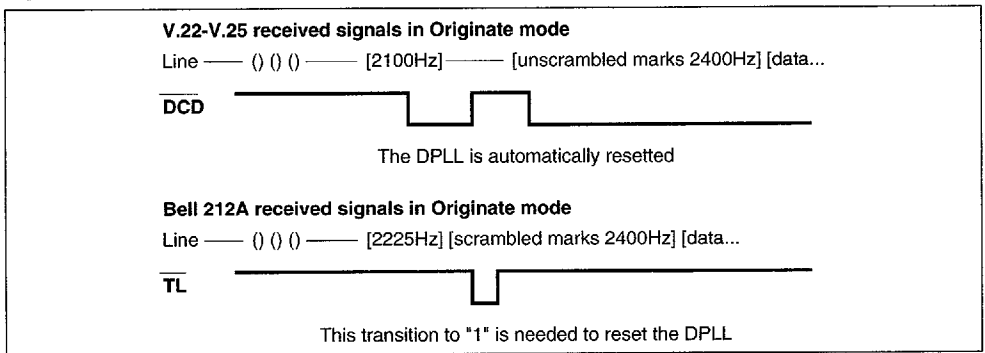 V.22-V.25 received signals in Originate mode
Line —— () () () —— [2100Hz] —— [unscrambled marks 2400Hz] [data...
DCD
The DPLL is automatically resetted
Bell 212A received signals in Originate mode
Line —— () () () —— [2225Hz] [scrambled marks 2400Hz] [data...
TL
This transition to "1" is needed to reset the DPLL